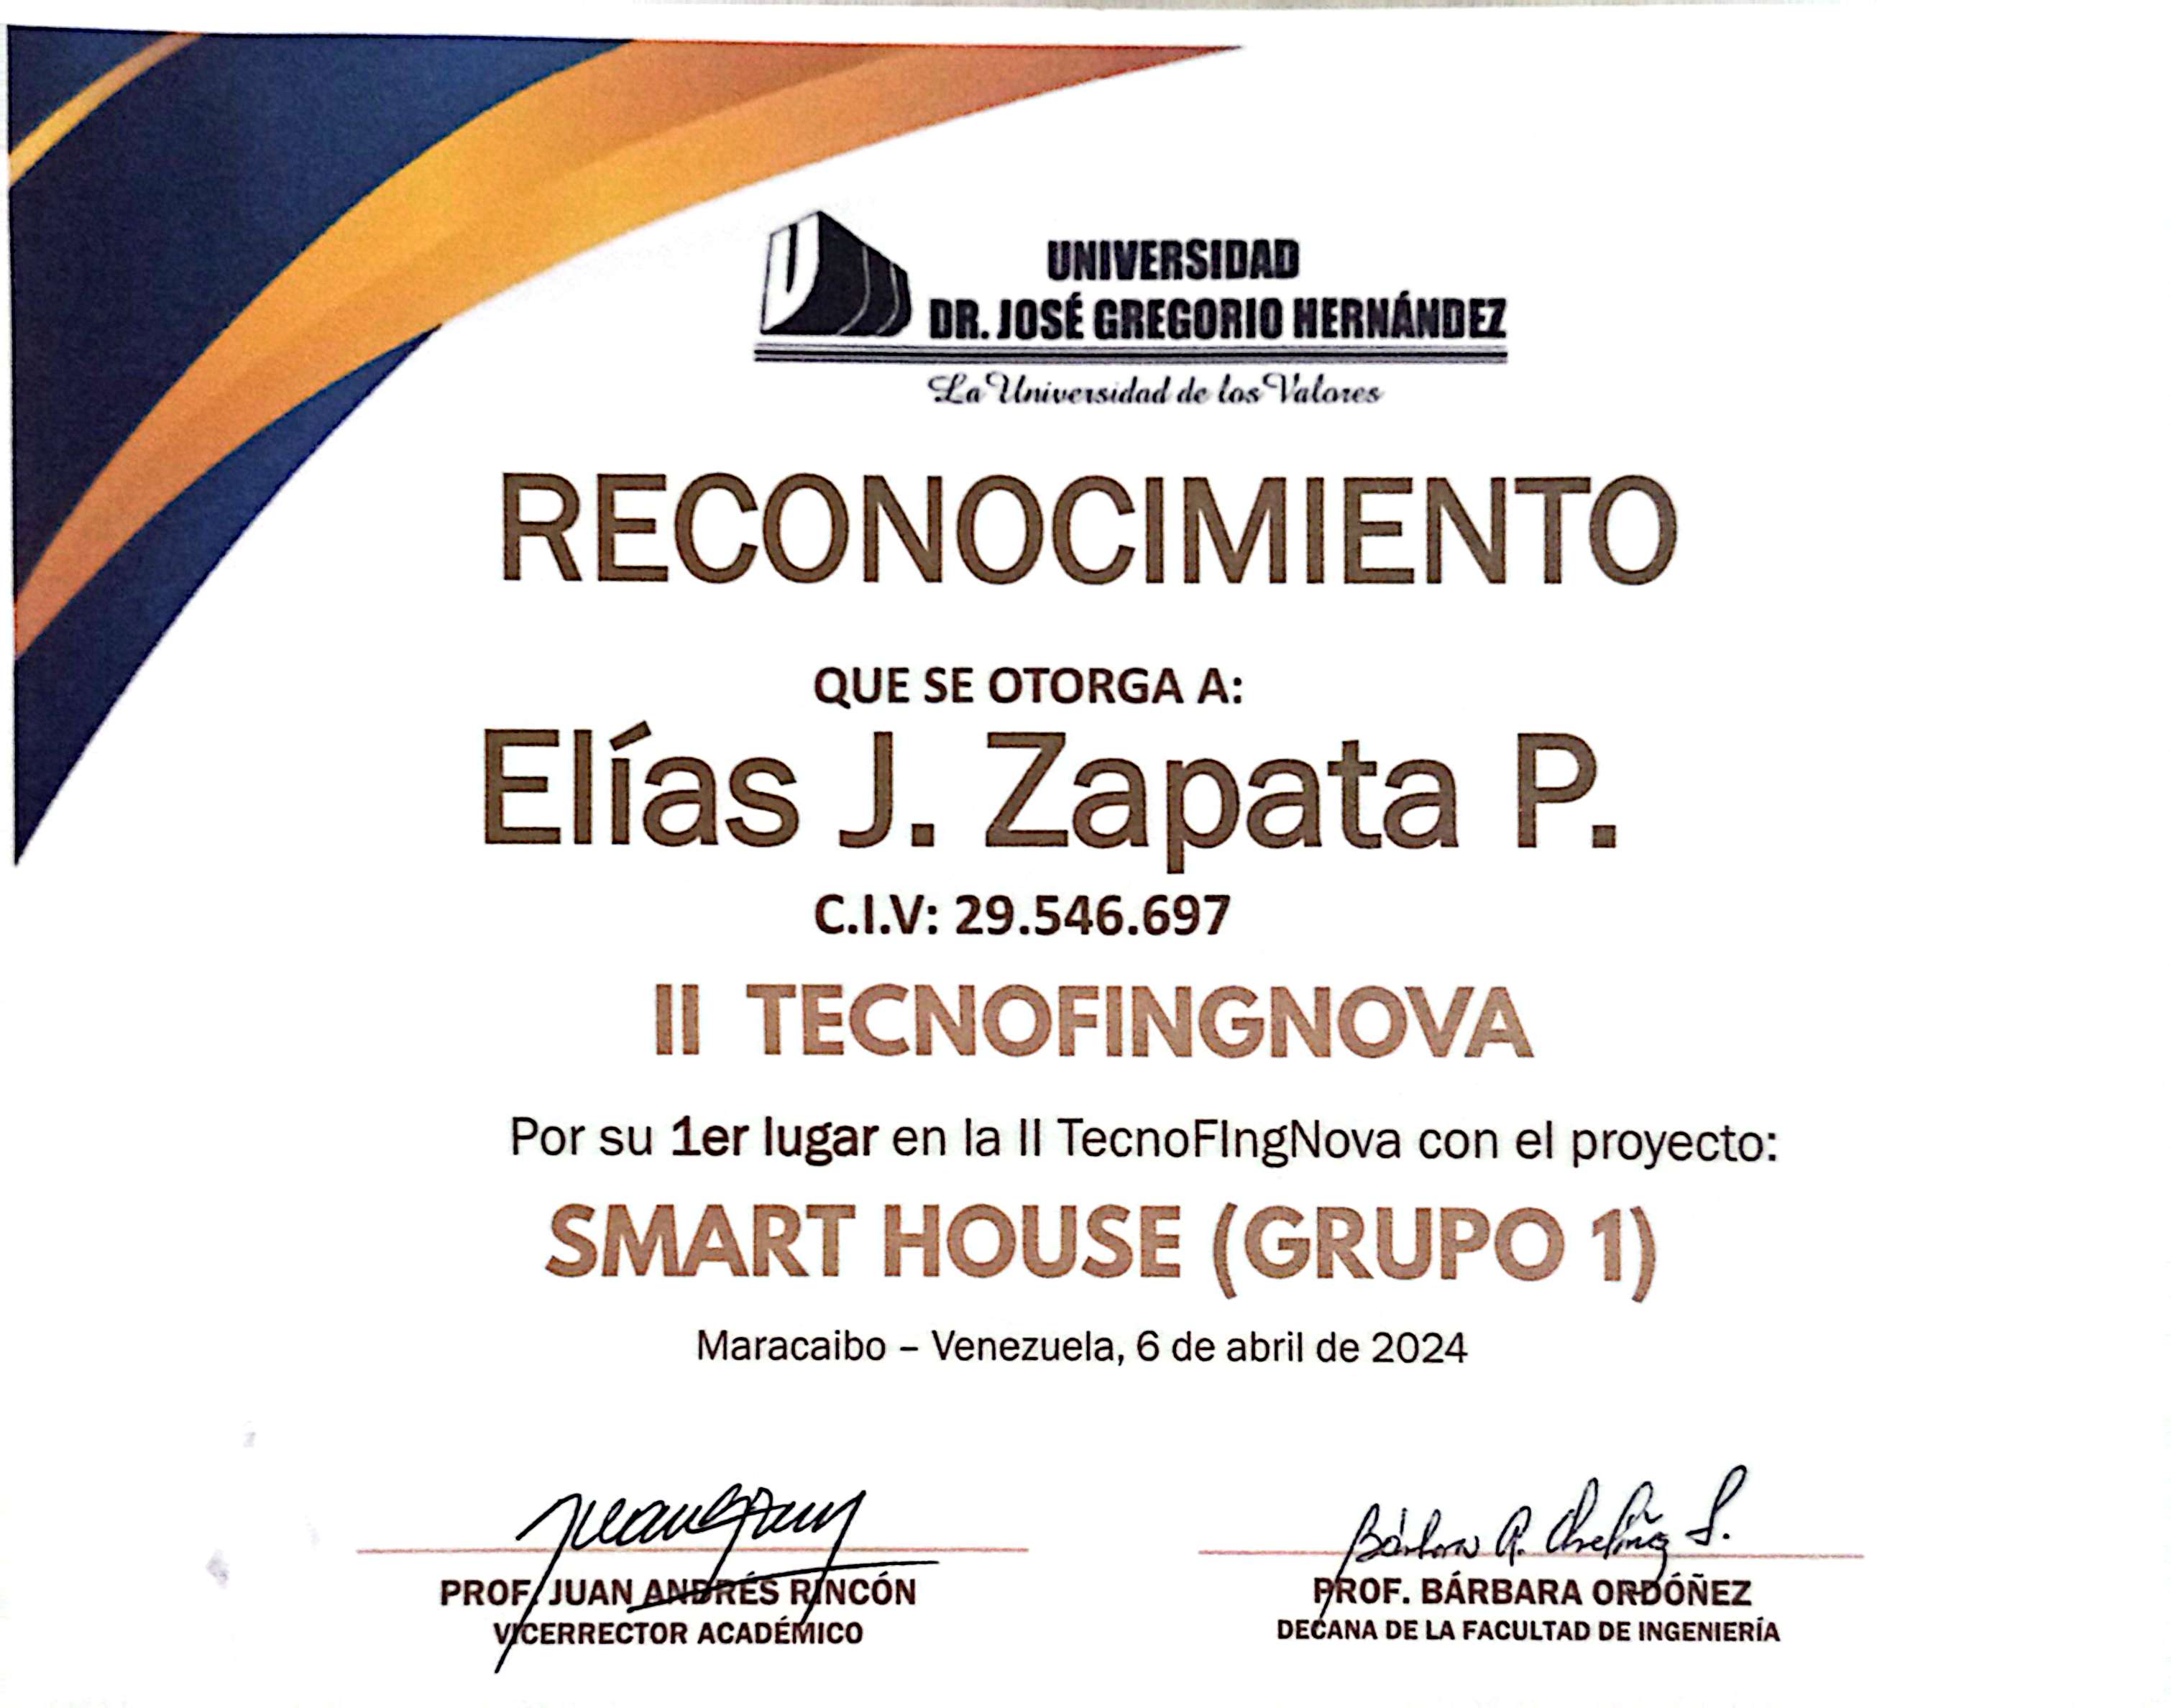 UNIVERSIDAD
DR. JOSÉ GREGORIO HERNÁNDEZ
La Universidad de los Valores
RECONOCIMIENTO
QUE SE OTORGA A:
Elías J. Zapata P.
C.I.V: 29.546.697
II TECNOFINGNOVA
Por su 1er lugar en la II TecnoFIngNova con el proyecto:
SMART HOUSE (GRUPO 1)
Maracaibo – Venezuela, 6 de abril de 2024
PROF. JUAN ANDRÉS RINCÓN
VICERRECTOR ACADÉMICO
PROF. BÁRBARA ORDÓÑEZ
DECANA DE LA FACULTAD DE INGENIERÍA